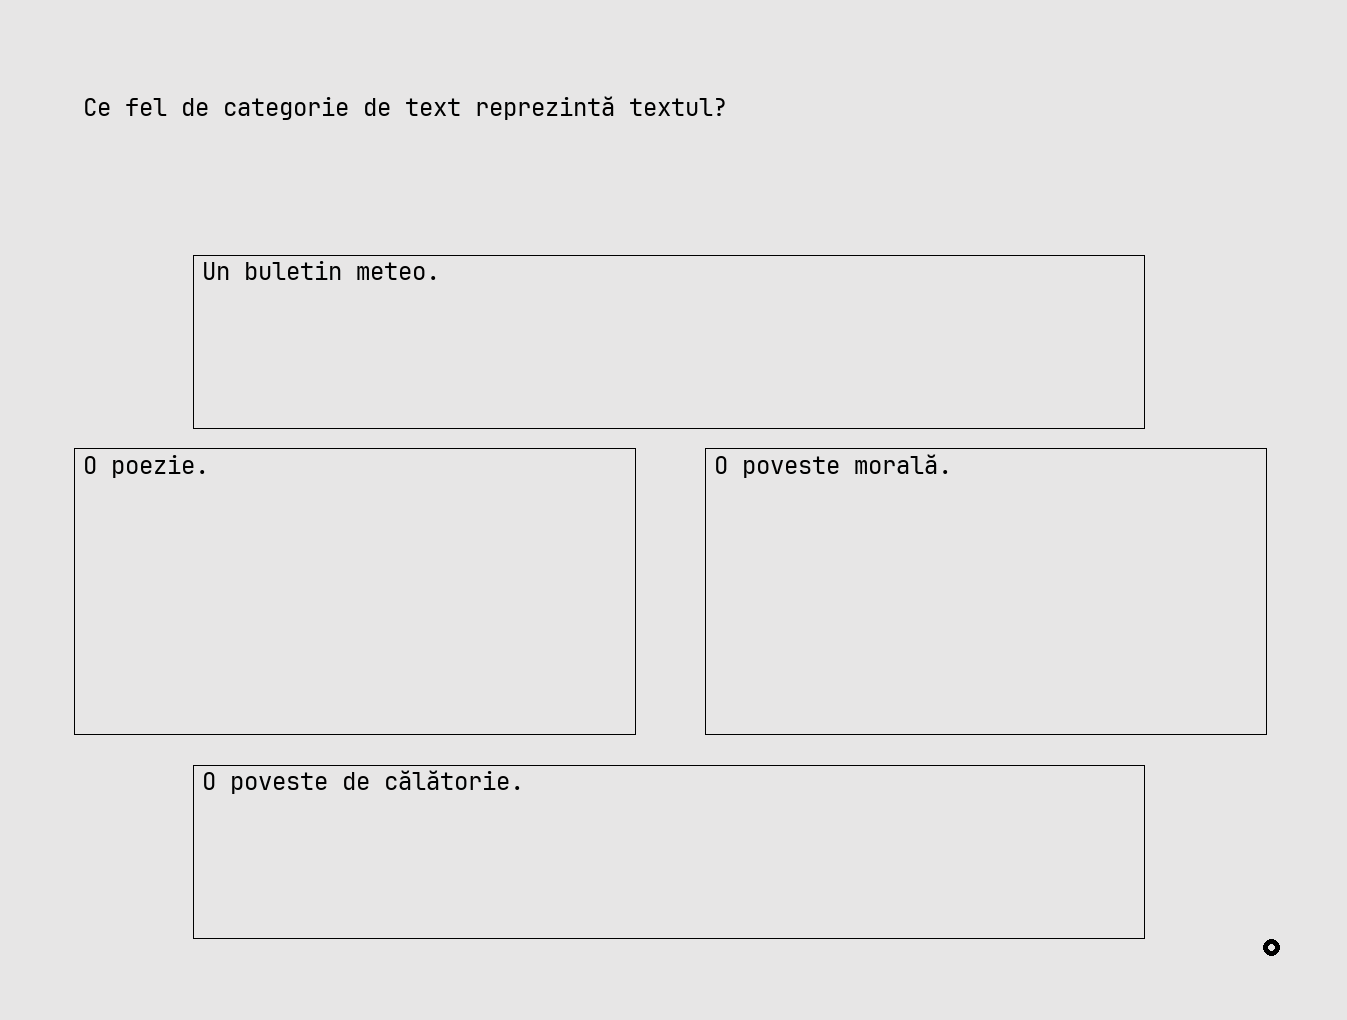 Ce fel de categorie de text reprezintă textul?
Un buletin meteo.
O poezie.
O poveste morală.
O poveste de călătorie.